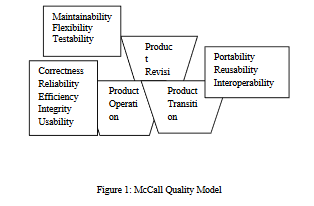 Maintainability
Flexibility
Testability
Produc
t
Revisi
Portability
Reusability
Interoperability
Correctness
Reliability
Efficiency
Integrity
Usability
Product
Operati
on
Product
Transiti
on
Figure 1: McCall Quality Model